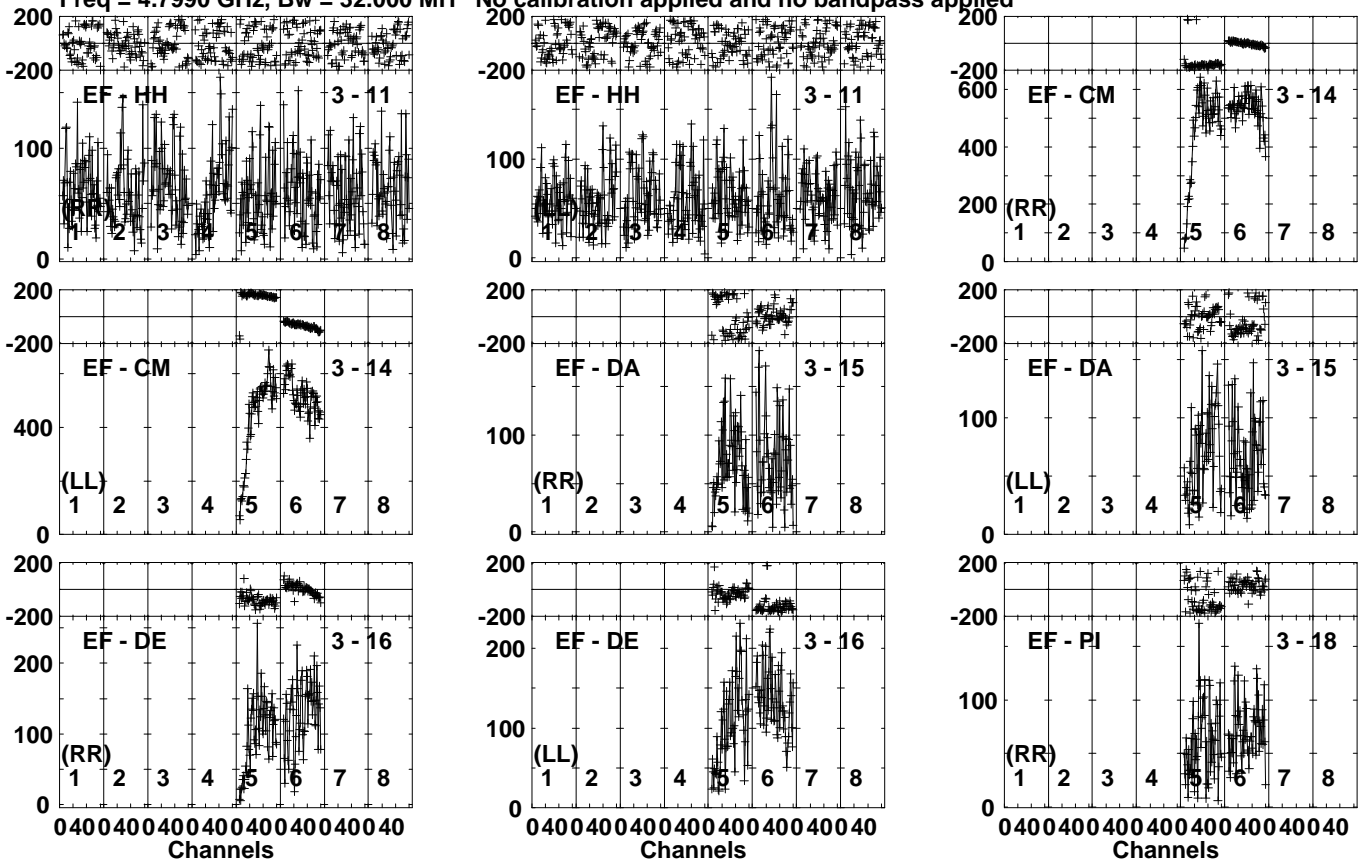 Freq = 4.7990 GHz, Bw = 32.000 MH No calibration applied and no bandpass applied
200 200 200
-200 -200 -200
EF - HH 3 - 11 EF - HH 3 - 11 EF - CM 3 - 14
600
100 100 400
200
(RR) (LL) (RR)
1 2 3 4 5 6 7 8 1 2 3 4 5 6 7 8 1 2 3 4 5 6 7 8
0 0 0
200 200 200
-200 -200 -200
EF - CM 3 - 14 EF - DA 3 - 15 EF - DA 3 - 15
400 100 100
(LL) (RR) (LL)
1 2 3 4 5 6 7 8 1 2 3 4 5 6 7 8 1 2 3 4 5 6 7 8
0 0 0
200 200 200
-200 -200 -200
EF - DE 3 - 16 EF - DE 3 - 16 EF - PI 3 - 18
200 200
100 100 100
(RR) (LL) (RR)
1 2 3 4 5 6 7 8 1 2 3 4 5 6 7 8 1 2 3 4 5 6 7 8
0 0 0
0 40 0 40 0 40 0 40 0 40 0 40 0 40 0 40 0 40 0 40 0 40 0 40 0 40 0 40 0 40 0 40 0 40 0 40 0 40 0 40 0 40 0 40 0 40 0 40
Channels Channels Channels